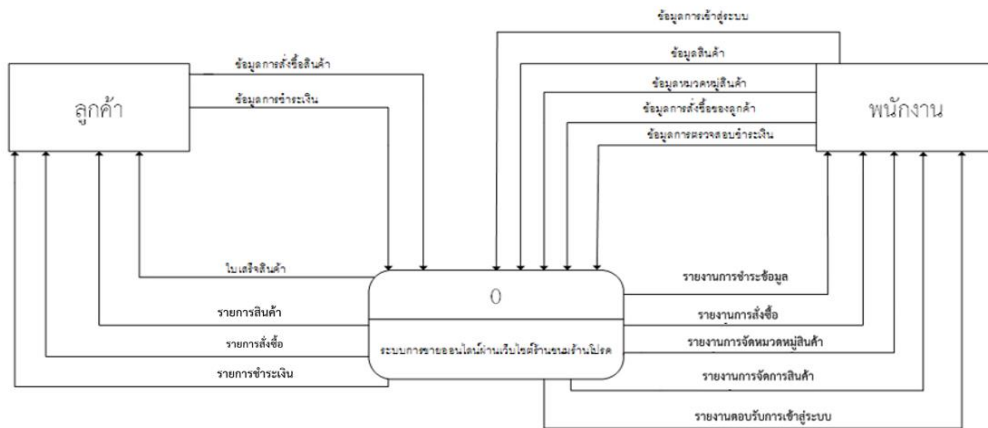 ข้อมูลการเข้าสู่ระบบ
ข้อมูลสินค้า
ข้อมูลการสั่งซื้อสินค้า
ข้อมูลหมวดหมู่สินค้า
ลูกค้า
ข้อมูลการชำระเงิน
ข้อมูลการสั่งซื้อของลูกค้า
พนักงาน
ข้อมูลการตรวจสอบชำระเงิน
ใบเสร็จสินค้า
รายงานการชำระข้อมูล
0
รายการสินค้า
รายงานการสั่งซื้อ
รายการสั่งซื้อ
ระบบการขายออนไลน์ผ่านเว็บไซต์ร้านขนมร้านโปรด
รายงานการจัดหมวดหมู่สินค้า
รายการชำระเงิน
รายงานการจัดการสินค้า
รายงานตอบรับการเข้าสู่ระบบ